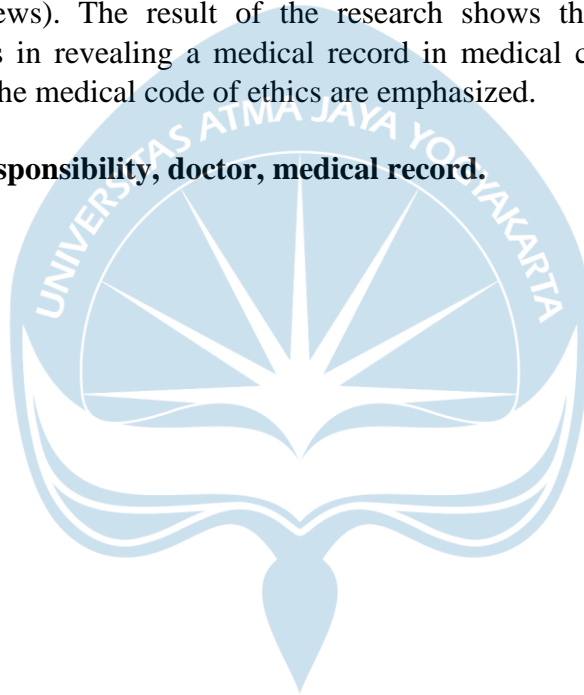 ews). The result of the research shows th
s in revealing a medical record in medical c
he medical code of ethics are emphasized.
sponsibility, doctor, medical record.
UNIVERSITAS ATMA JAYA YOGYAKARTA